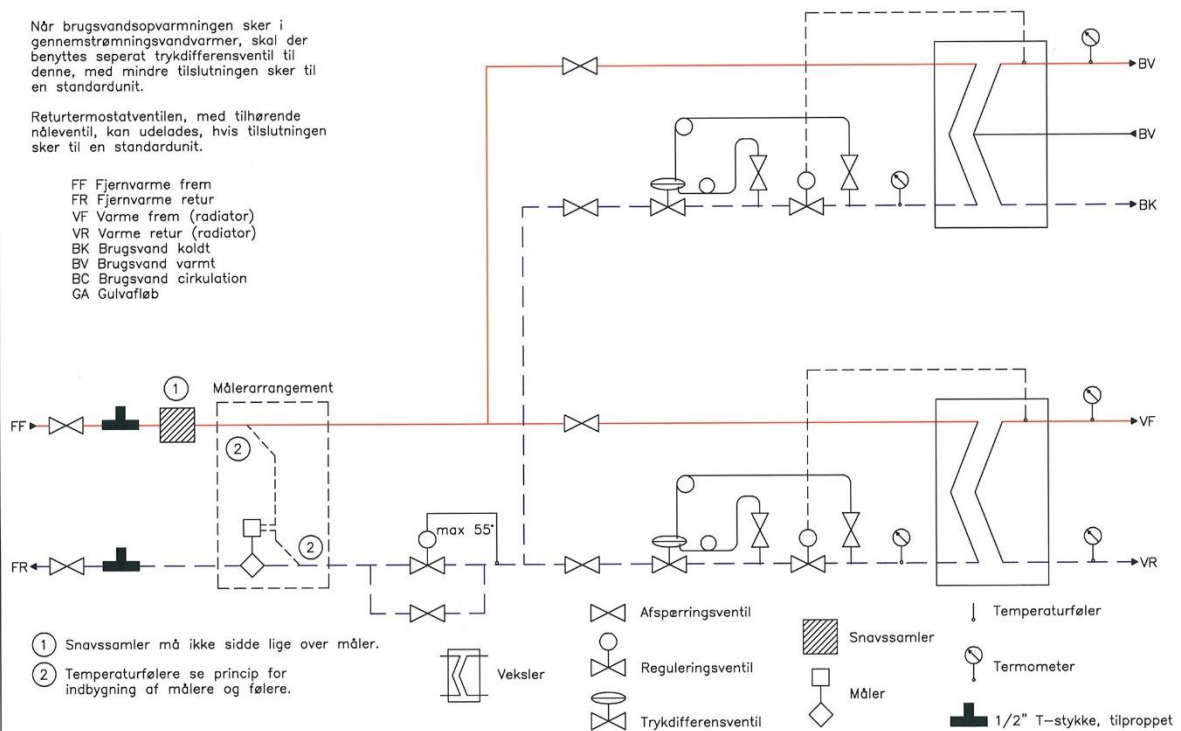 Når brugsvandsopvarmningen sker i
gennemstrømningsvandvarmer, skal der
benyttes seperat trykdifferensventil til
denne, med mindre tilslutningen sker til
en standardunit.
Returtermostatventilen, med tilhørende
nåleventil, kan udelades, hvis tilslutningen
sker til en standardunit.
FF Fjernvarme frem
FR Fjernvarme retur
VF Varme frem (radiator)
VR Varme retur (radiator)
BK Brugsvand koldt
BV Brugsvand varmt
BC Brugsvand cirkulation
GA Gulvafløb
BV
BV
BK
1
Målerarrangement
FF
2
VF
max 55°
2
FR
VR
1 Snavssamler må ikke sidde lige over måler.
2 Temperaturfølere se princip for
indbygning af målere og følere.
Veksler
Afspærringsventil
Reguleringsventil
Trykdifferensventil
Snavssamler
Måler
Temperaturføler
Termometer
1/2" T-stykke, tilproppet